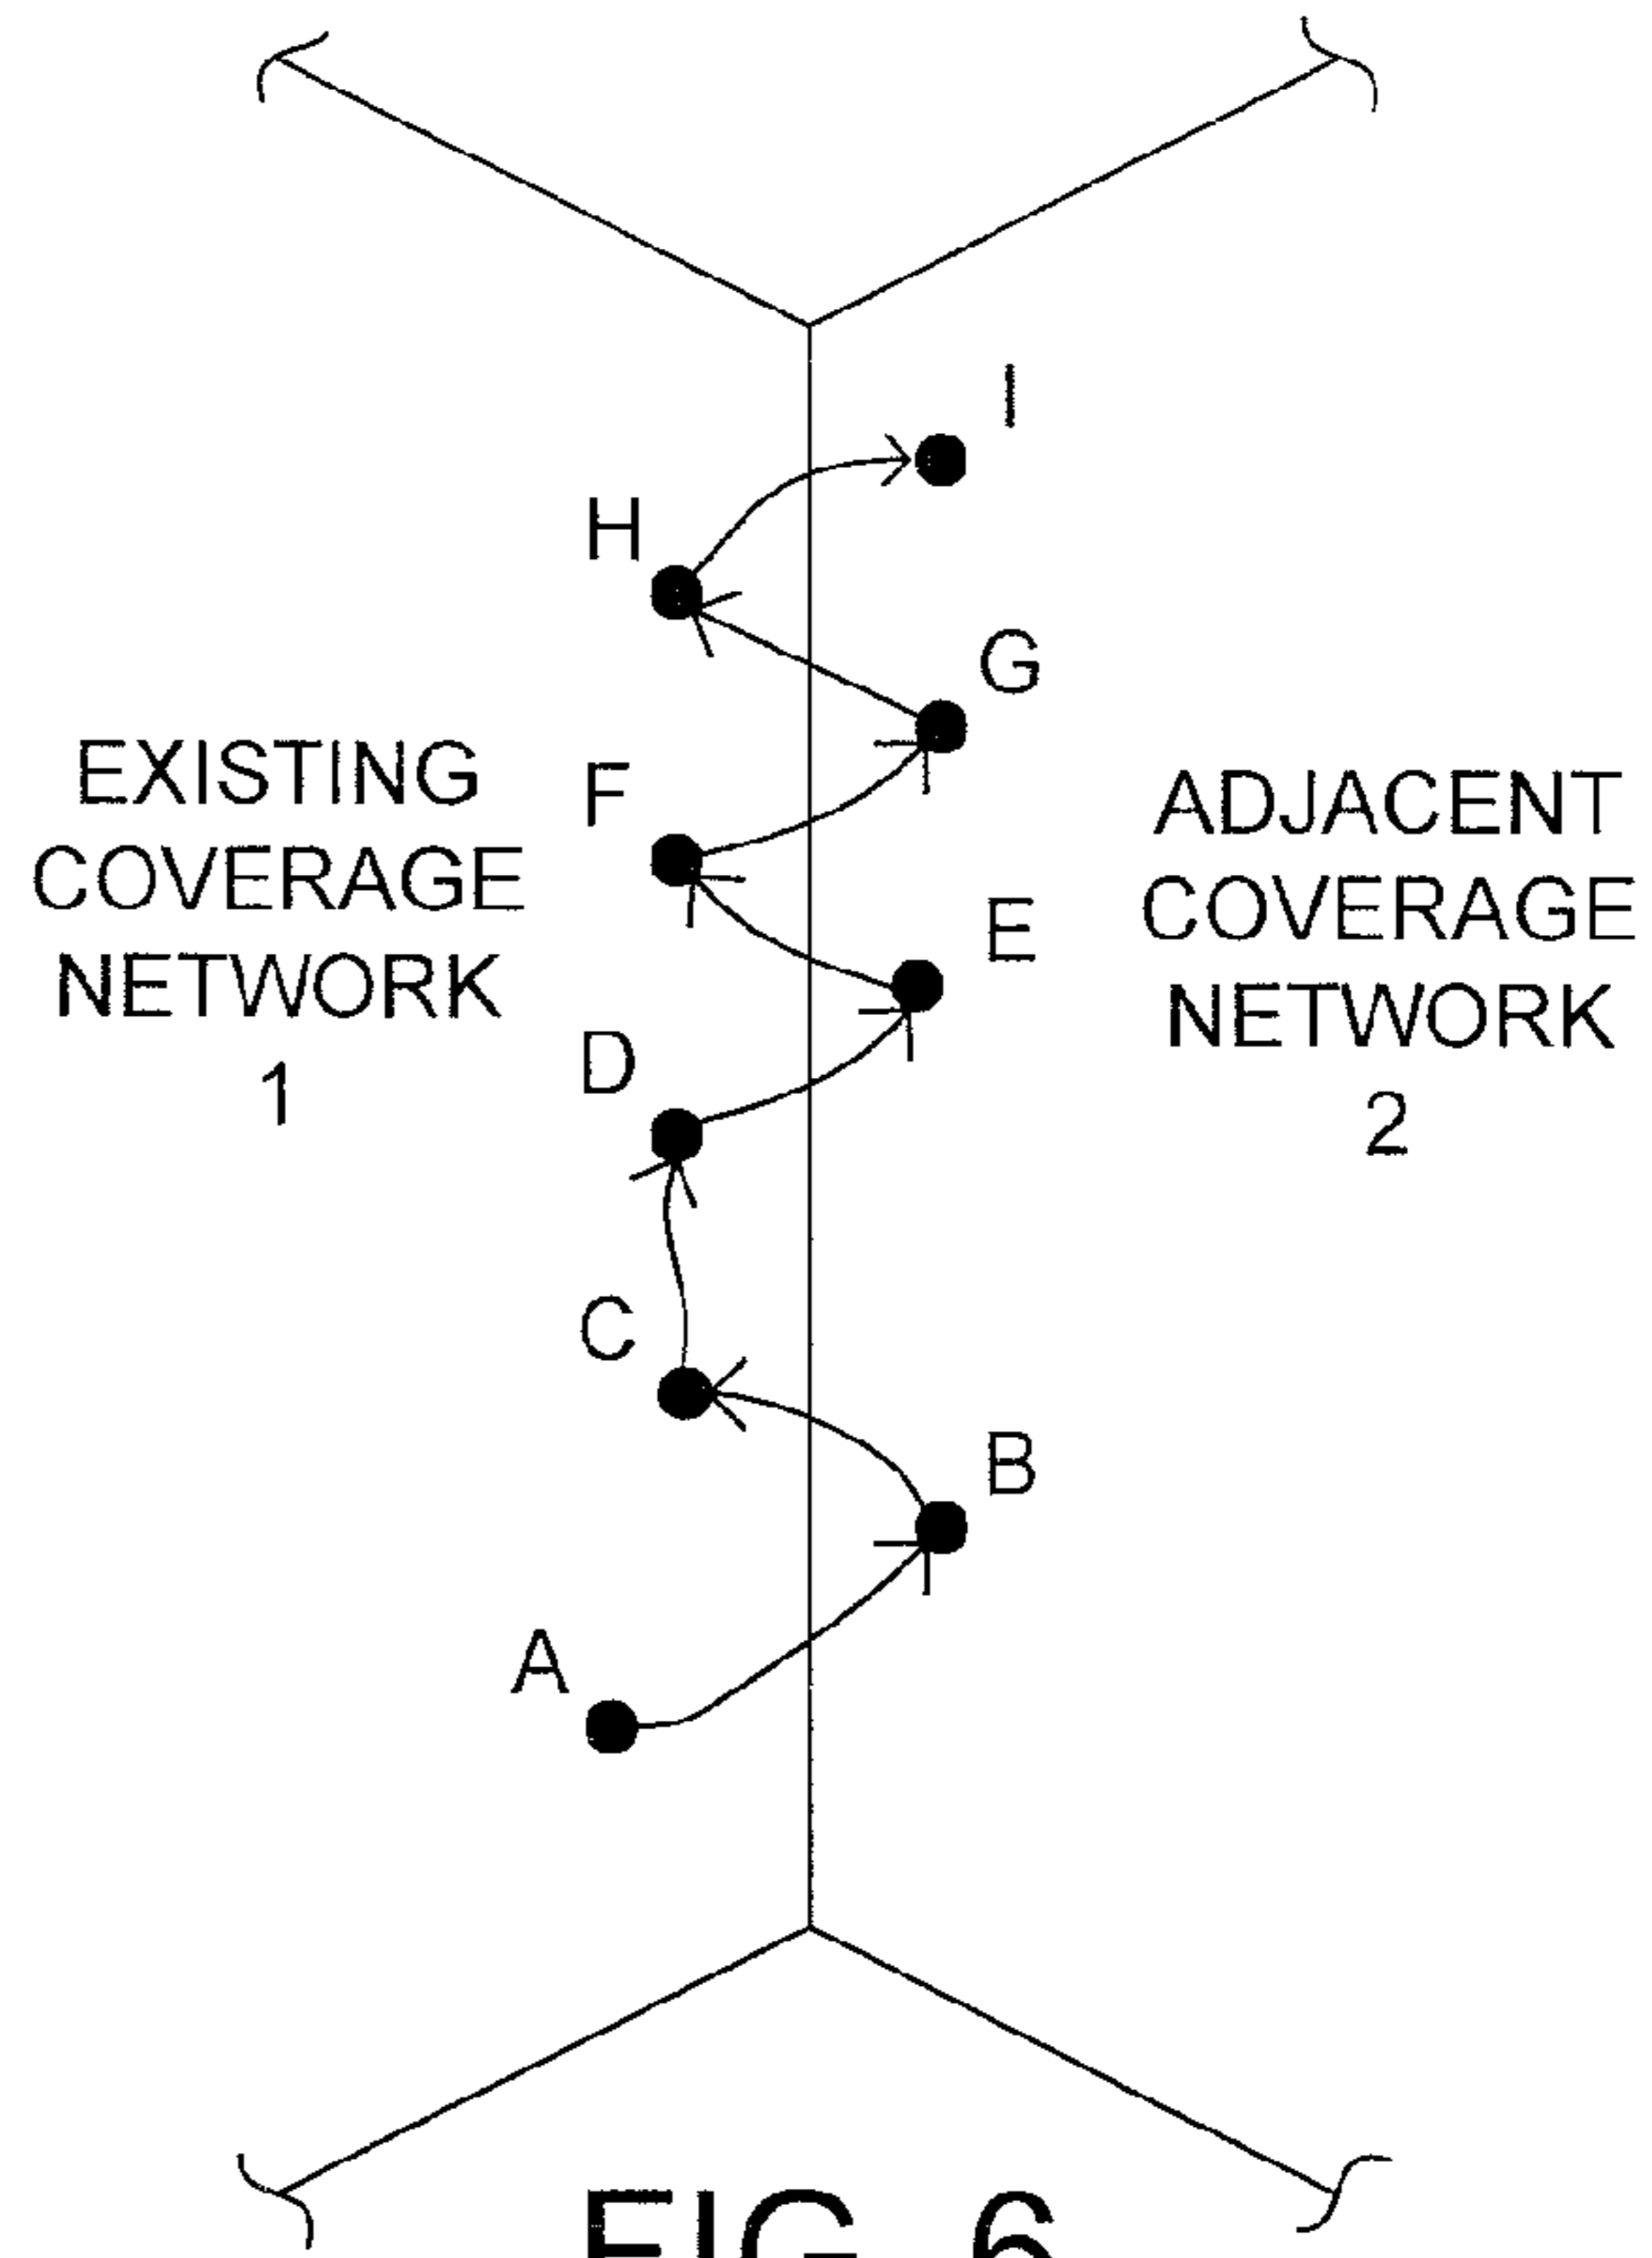 I
H
G
EXISTING
COVERAGE
NETWORK
1
F
ADJACENT
COVERAGE
NETWORK
2
E
D
C
B
A
FIG. 6